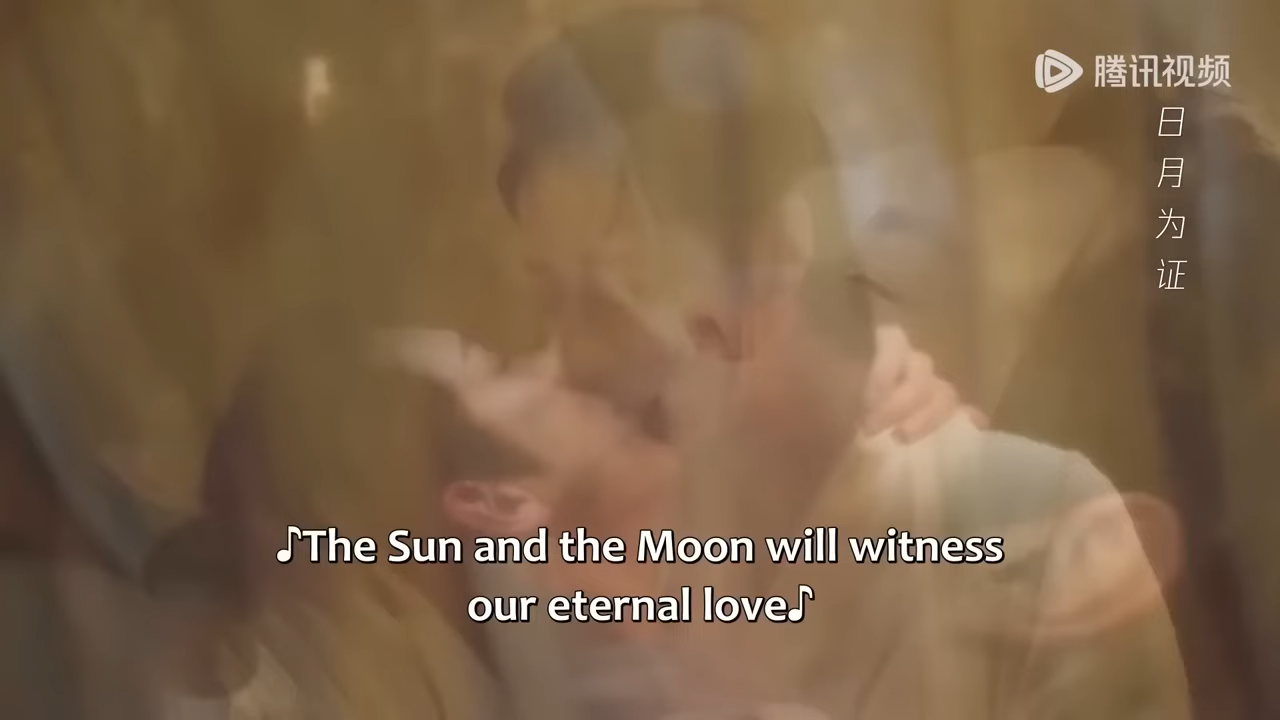 腾讯视频
日月为证
♪The Sun and the Moon will witness
our eternal love♪